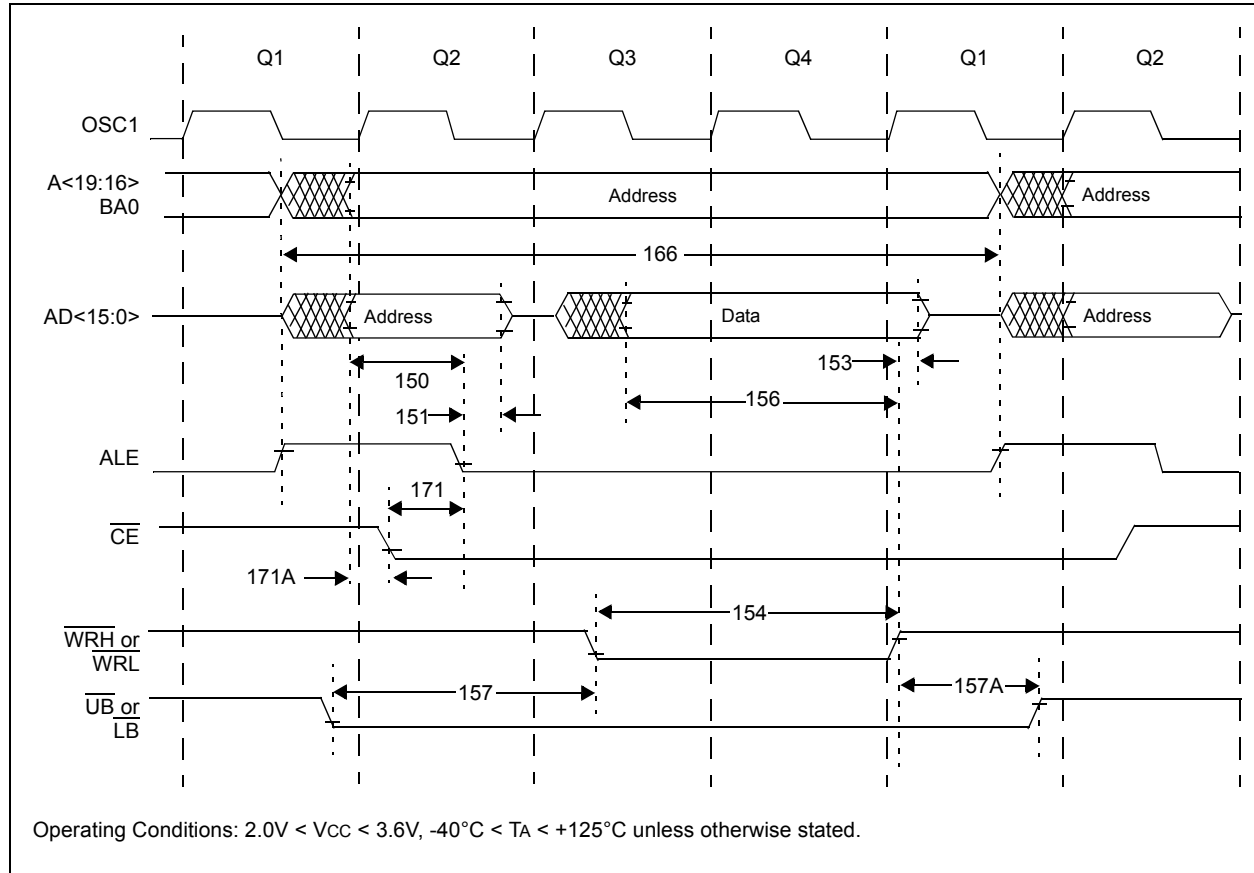 Q1 Q2 Q3 Q4 Q1 Q2
OSC1
A<19:16>
BA0
Address
Address
166
AD<15:0>
Address
Data
Address
150
153
151
156
ALE
171
CE
171A
154
WRH or
WRL
157
157A
UB or
LB
Operating Conditions: 2.0V < VCC < 3.6V, -40°C < TA < +125°C unless otherwise stated.